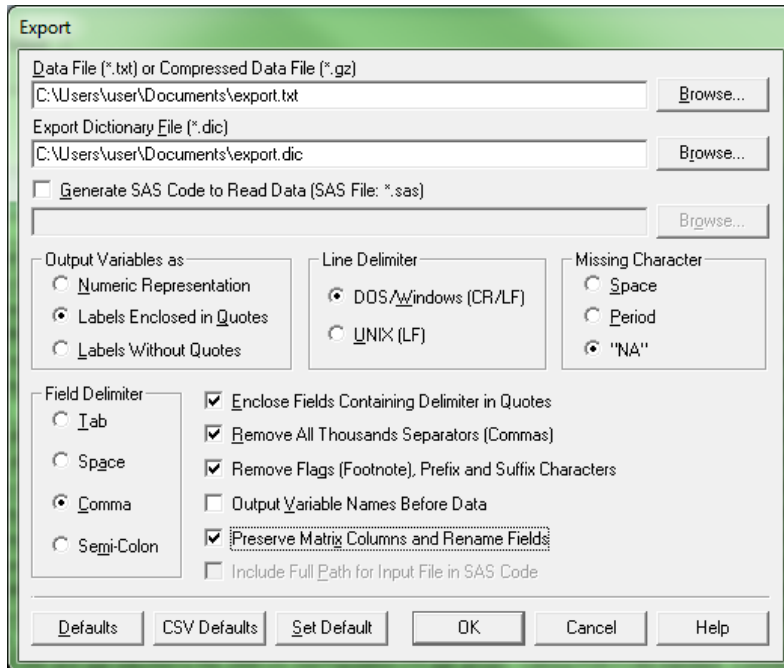 Export
Data File (*.txt) or Compressed Data File (*.gz)
C:\Users\user\Documents\export.txt
Browse...
Export Dictionary File (*.dic)
C:\Users\user\Documents\export.dic
Browse...
Generate SAS Code to Read Data (SAS File: *.sas)
Browse...
Output Variables as
Numeric Representation
Labels Enclosed in Quotes
Labels Without Quotes
Line Delimiter
DOS/Windows (CR/LF)
UNIX (LF)
Missing Character
Space
Period
"NA"
Field Delimiter
Tab
Space
Comma
Semi-Colon
Enclose Fields Containing Delimiter in Quotes
Remove All Thousands Separators (Commas)
Remove Flags (Footnote), Prefix and Suffix Characters
Output Variable Names Before Data
Preserve Matrix Columns and Rename Fields
Include Full Path for Input File in SAS Code
Defaults
CSV Defaults
Set Default
OK
Cancel
Help